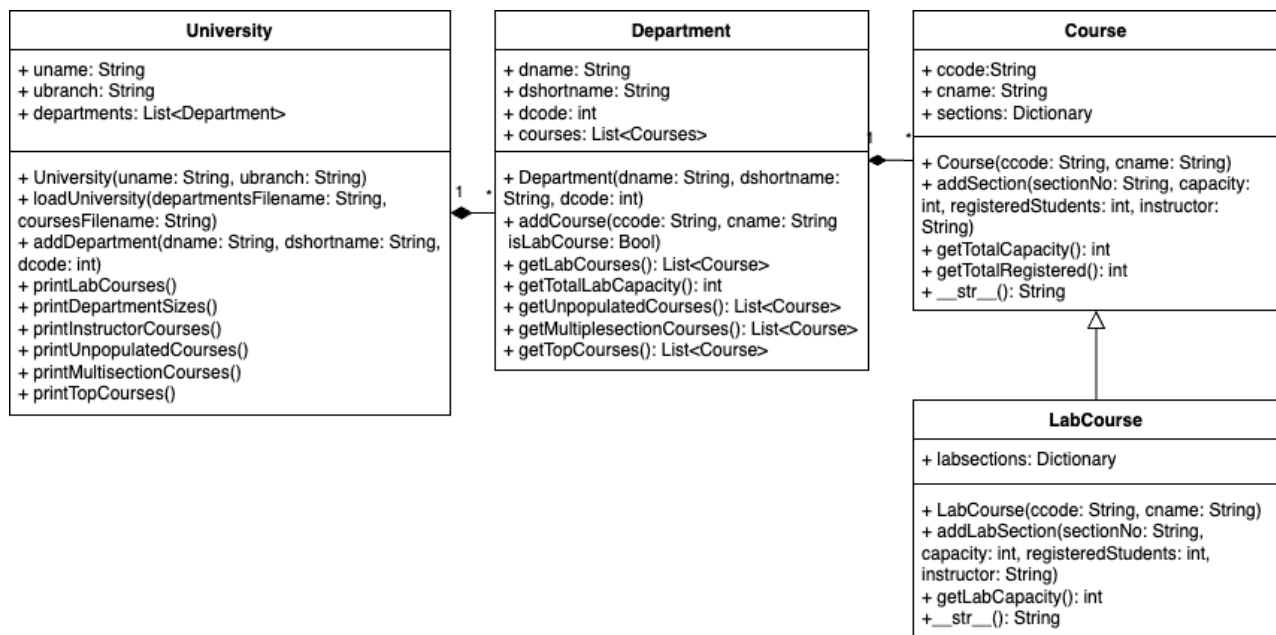 University
+ uname: String
+ ubranch: String
+ departments: List<Department>
+ University(uname: String, ubranch: String)
+ loadUniversity(departmentsFilename: String,
coursesFilename: String)
+ addDepartment(dname: String, dshortname: String,
dcode: int)
+ printLabCourses()
+ printDepartmentSizes()
+ printInstructorCourses()
+ printUnpopulatedCourses()
+ printMultisectionCourses()
+ printTopCourses()
1
*
Department
+ dname: String
+ dshortname: String
+ dcode: int
+ courses: List<Courses>
+ Department(dname: String, dshortname:
String, dcode: int)
+ addCourse(ccode: String, cname: String
isLabCourse: Bool)
+ getLabCourses(): List<Course>
+ getTotalLabCapacity(): int
+ getUnpopulatedCourses(): List<Course>
+ getMultiplesectionCourses(): List<Course>
+ getTopCourses(): List<Course>
1
*
Course
+ ccode:String
+ cname: String
+ sections: Dictionary
+ Course(ccode: String, cname: String)
+ addSection(sectionNo: String, capacity:
int, registeredStudents: int, instructor:
String)
+ getTotalCapacity(): int
+ getTotalRegistered(): int
+ __str__(): String
LabCourse
+ labsections: Dictionary
+ LabCourse(ccode: String, cname: String)
+ addLabSection(sectionNo: String,
capacity: int, registeredStudents: int,
instructor: String)
+ getLabCapacity(): int
+__str__(): String